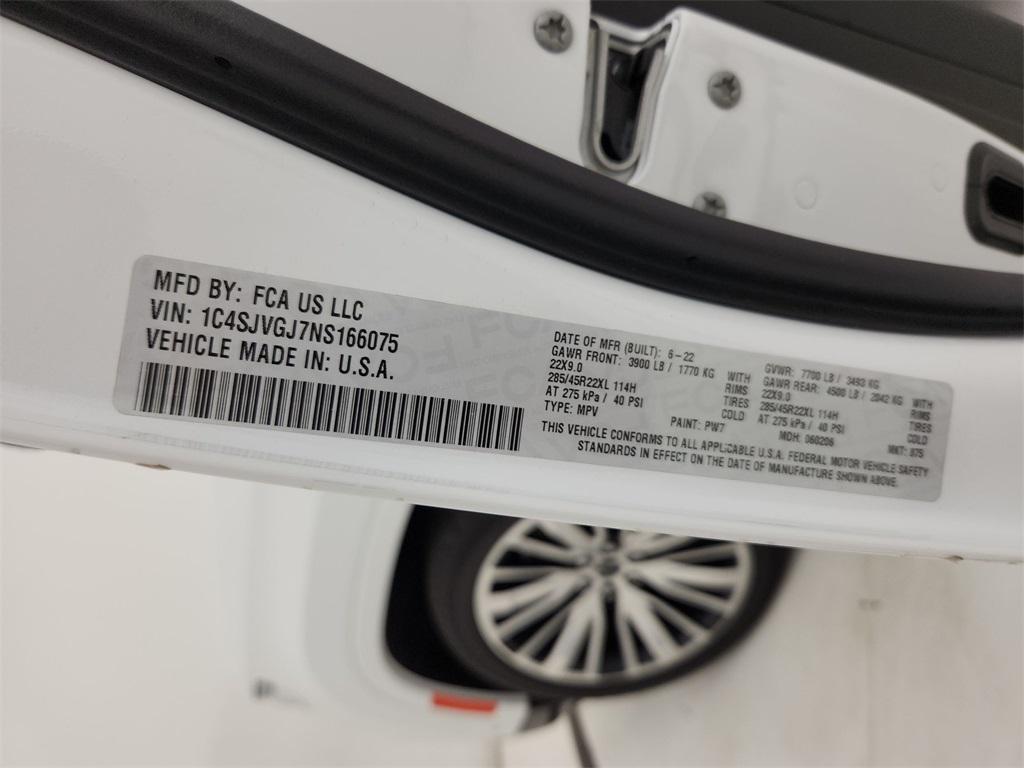 MFD BY: FCA US LLC
VIN: 1C4SJVGJ7NS166075
VEHICLE MADE IN: U.S.A.
DATE OF MFR (BUILT): 6-22
GAWR FRONT: 3900 LB / 1770 KG WITH
22X9.0 RIMS
285/45R22XL 114H TIRES
AT 275 kPa / 40 PSI COLD
TYPE: MPV PAINT: PW7
GVWR: 7700 LB / 3493 KG
GAWR REAR: 4500 LB / 2042 KG WITH
22X9.0 RIMS
285/45R22XL 114H TIRES
AT 275 kPa / 40 PSI COLD
MDH: 060206 MKT: 875
THIS VEHICLE CONFORMS TO ALL APPLICABLE U.S.A. FEDERAL MOTOR VEHICLE SAFETY
STANDARDS IN EFFECT ON THE DATE OF MANUFACTURE SHOWN ABOVE.